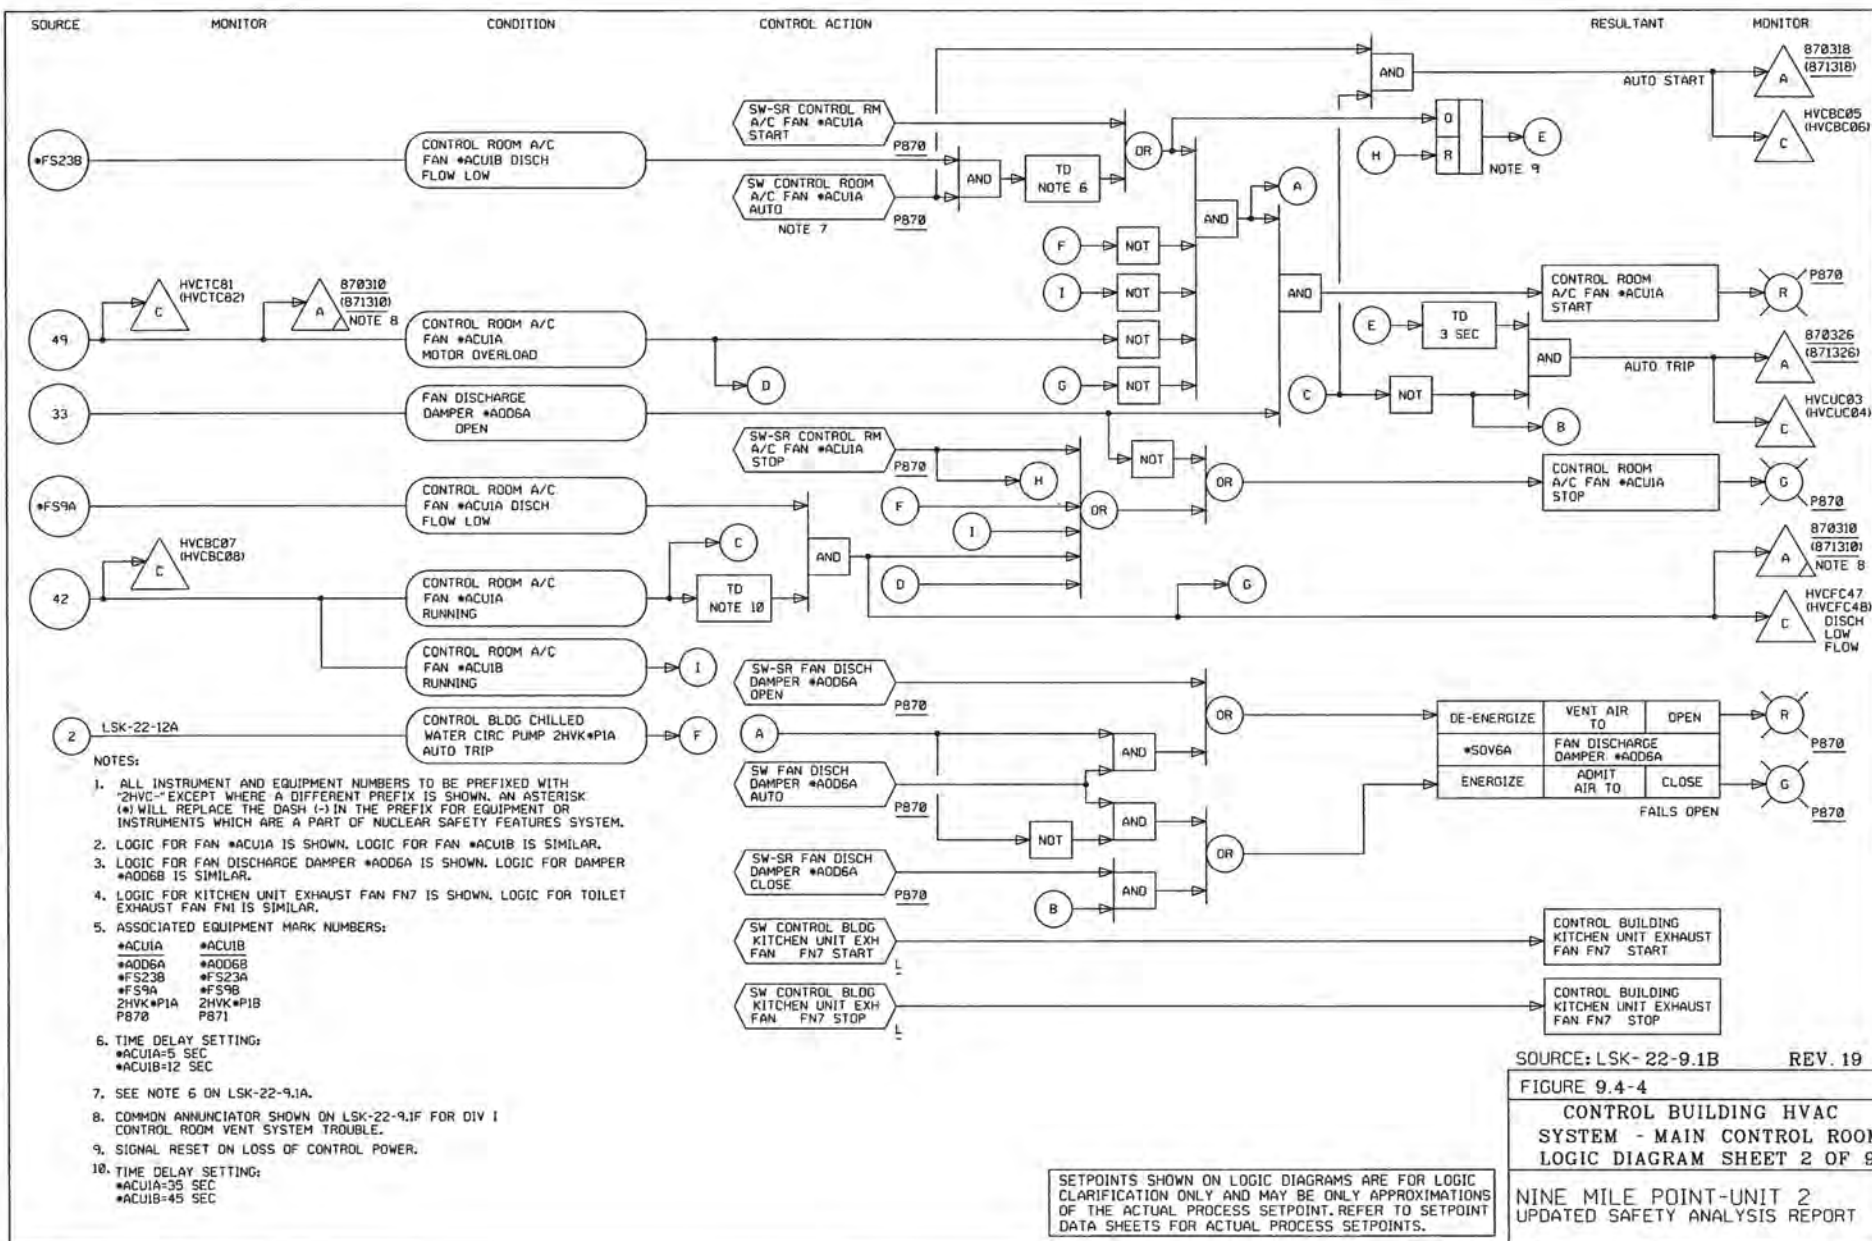 SOURCE MONITOR CONDITION CONTROL ACTION RESULTANT MONITOR
*FS23B
CONTROL ROOM A/C
FAN *ACU1B DISCH
FLOW LOW
SW-SR CONTROL RM
A/C FAN *ACU1A
START
P870
SW CONTROL ROOM
A/C FAN *ACU1A
AUTO
P870
NOTE 7
AND
TD
NOTE 6
OR
AND
AUTO START
A
870318
(871318)
C
HVCBC05
(HVCBC06)
O
R
H
E
NOTE 9
A
AND
F
NOT
I
NOT
NOT
G
NOT
AND
49
C
HVCTC81
(HVCTC82)
A
870310
(871310)
NOTE 8
CONTROL ROOM A/C
FAN *ACU1A
MOTOR OVERLOAD
D
CONTROL ROOM
A/C FAN *ACU1A
START
R
P870
E
TD
3 SEC
AND
AUTO TRIP
A
870326
(871326)
C
HVCUC03
(HVCUC04)
C
NOT
B
33
FAN DISCHARGE
DAMPER *AOD6A
OPEN
SW-SR CONTROL RM
A/C FAN *ACU1A
STOP
P870
H
NOT
OR
CONTROL ROOM
A/C FAN *ACU1A
STOP
G
P870
*FS9A
CONTROL ROOM A/C
FAN *ACU1A DISCH
FLOW LOW
F
I
D
OR
42
C
HVCBC07
(HVCBC08)
CONTROL ROOM A/C
FAN *ACU1A
RUNNING
C
TD
NOTE 10
AND
G
A
870310
(871310)
NOTE 8
C
HVCFC47
(HVCFC48)
DISCH
LOW
FLOW
CONTROL ROOM A/C
FAN *ACU1B
RUNNING
I
2
LSK-22-12A
CONTROL BLDG CHILLED
WATER CIRC PUMP 2HVK*P1A
AUTO TRIP
F
SW-SR FAN DISCH
DAMPER *AOD6A
OPEN
P870
A
SW FAN DISCH
DAMPER *AOD6A
AUTO
P870
AND
OR
NOT
AND
SW-SR FAN DISCH
DAMPER *AOD6A
CLOSE
P870
B
AND
OR
DE-ENERGIZE VENT AIR TO OPEN
*SOV6A FAN DISCHARGE DAMPER *AOD6A
ENERGIZE ADMIT AIR TO CLOSE
FAILS OPEN
R
P870
G
P870
SW CONTROL BLDG
KITCHEN UNIT EXH
FAN FN7 START
L
CONTROL BUILDING
KITCHEN UNIT EXHAUST
FAN FN7 START
SW CONTROL BLDG
KITCHEN UNIT EXH
FAN FN7 STOP
L
CONTROL BUILDING
KITCHEN UNIT EXHAUST
FAN FN7 STOP
NOTES:
1. ALL INSTRUMENT AND EQUIPMENT NUMBERS TO BE PREFIXED WITH
"2HVC-" EXCEPT WHERE A DIFFERENT PREFIX IS SHOWN. AN ASTERISK
(*) WILL REPLACE THE DASH (-) IN THE PREFIX FOR EQUIPMENT OR
INSTRUMENTS WHICH ARE A PART OF NUCLEAR SAFETY FEATURES SYSTEM.
2. LOGIC FOR FAN *ACU1A IS SHOWN. LOGIC FOR FAN *ACU1B IS SIMILAR.
3. LOGIC FOR FAN DISCHARGE DAMPER *AOD6A IS SHOWN. LOGIC FOR DAMPER
*AOD6B IS SIMILAR.
4. LOGIC FOR KITCHEN UNIT EXHAUST FAN FN7 IS SHOWN. LOGIC FOR TOILET
EXHAUST FAN FN1 IS SIMILAR.
5. ASSOCIATED EQUIPMENT MARK NUMBERS:
*ACU1A *ACU1B
*AOD6A *AOD6B
*FS23B *FS23A
*FS9A *FS9B
2HVK*P1A 2HVK*P1B
P870 P871
6. TIME DELAY SETTING:
*ACU1A=5 SEC
*ACU1B=12 SEC
7. SEE NOTE 6 ON LSK-22-9.1A.
8. COMMON ANNUNCIATOR SHOWN ON LSK-22-9.1F FOR DIV I
CONTROL ROOM VENT SYSTEM TROUBLE.
9. SIGNAL RESET ON LOSS OF CONTROL POWER.
10. TIME DELAY SETTING:
*ACU1A=35 SEC
*ACU1B=45 SEC
SETPOINTS SHOWN ON LOGIC DIAGRAMS ARE FOR LOGIC
CLARIFICATION ONLY AND MAY BE ONLY APPROXIMATIONS
OF THE ACTUAL PROCESS SETPOINT. REFER TO SETPOINT
DATA SHEETS FOR ACTUAL PROCESS SETPOINTS.
SOURCE: LSK-22-9.1B REV. 19
FIGURE 9.4-4
CONTROL BUILDING HVAC
SYSTEM - MAIN CONTROL ROOM
LOGIC DIAGRAM SHEET 2 OF 9
NINE MILE POINT-UNIT 2
UPDATED SAFETY ANALYSIS REPORT